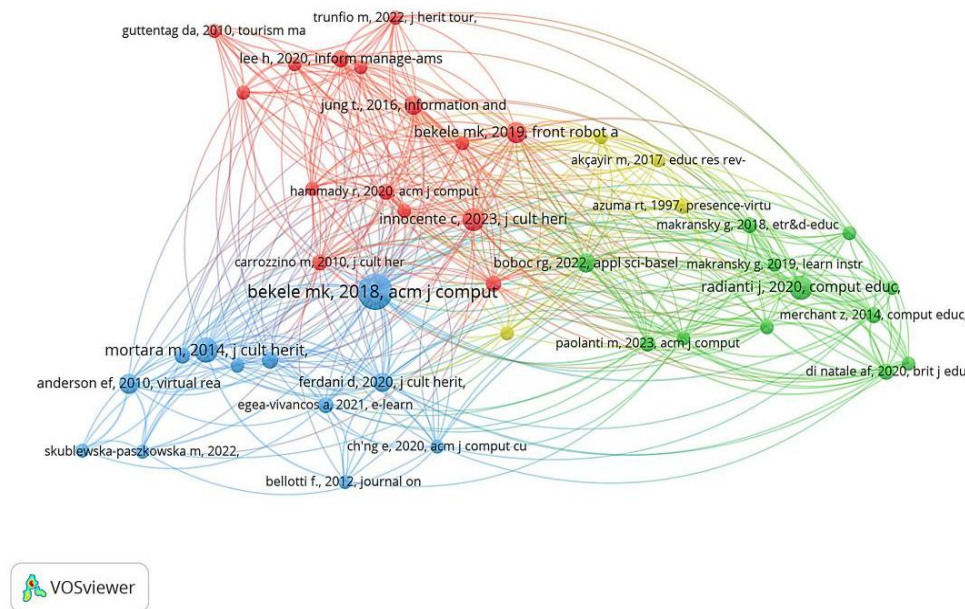 trunfio m, 2022, j herit tour,
guttentag da, 2010, tourism ma
lee h, 2020, inform manage-ams
jung t., 2016, information and
bekele mk, 2019, front robot a
akçayir m, 2017, educ res rev-
hammady r, 2020, acm j comput
azuma rt, 1997, presence-virtu
innocente c, 2023, j cult heri
makransky g, 2018, etr&d-educ
carrozzino m, 2010, j cult her
boboc rg, 2022, appl sci-basel
makransky g, 2019, learn instr
bekele mk, 2018, acm j comput
radianti j, 2020, comput educ,
merchant z, 2014, comput educ,
paolanti m, 2023, acm j comput
mortara m, 2014, j cult herit,
di natale af, 2020, brit j edu
anderson ef, 2010, virtual rea
ferdani d, 2020, j cult herit,
egea-vivancos a, 2021, e-learn
ch'ng e, 2020, acm j comput cu
skublewska-paszkowska m, 2022,
bellotti f., 2012, journal on
VOSviewer